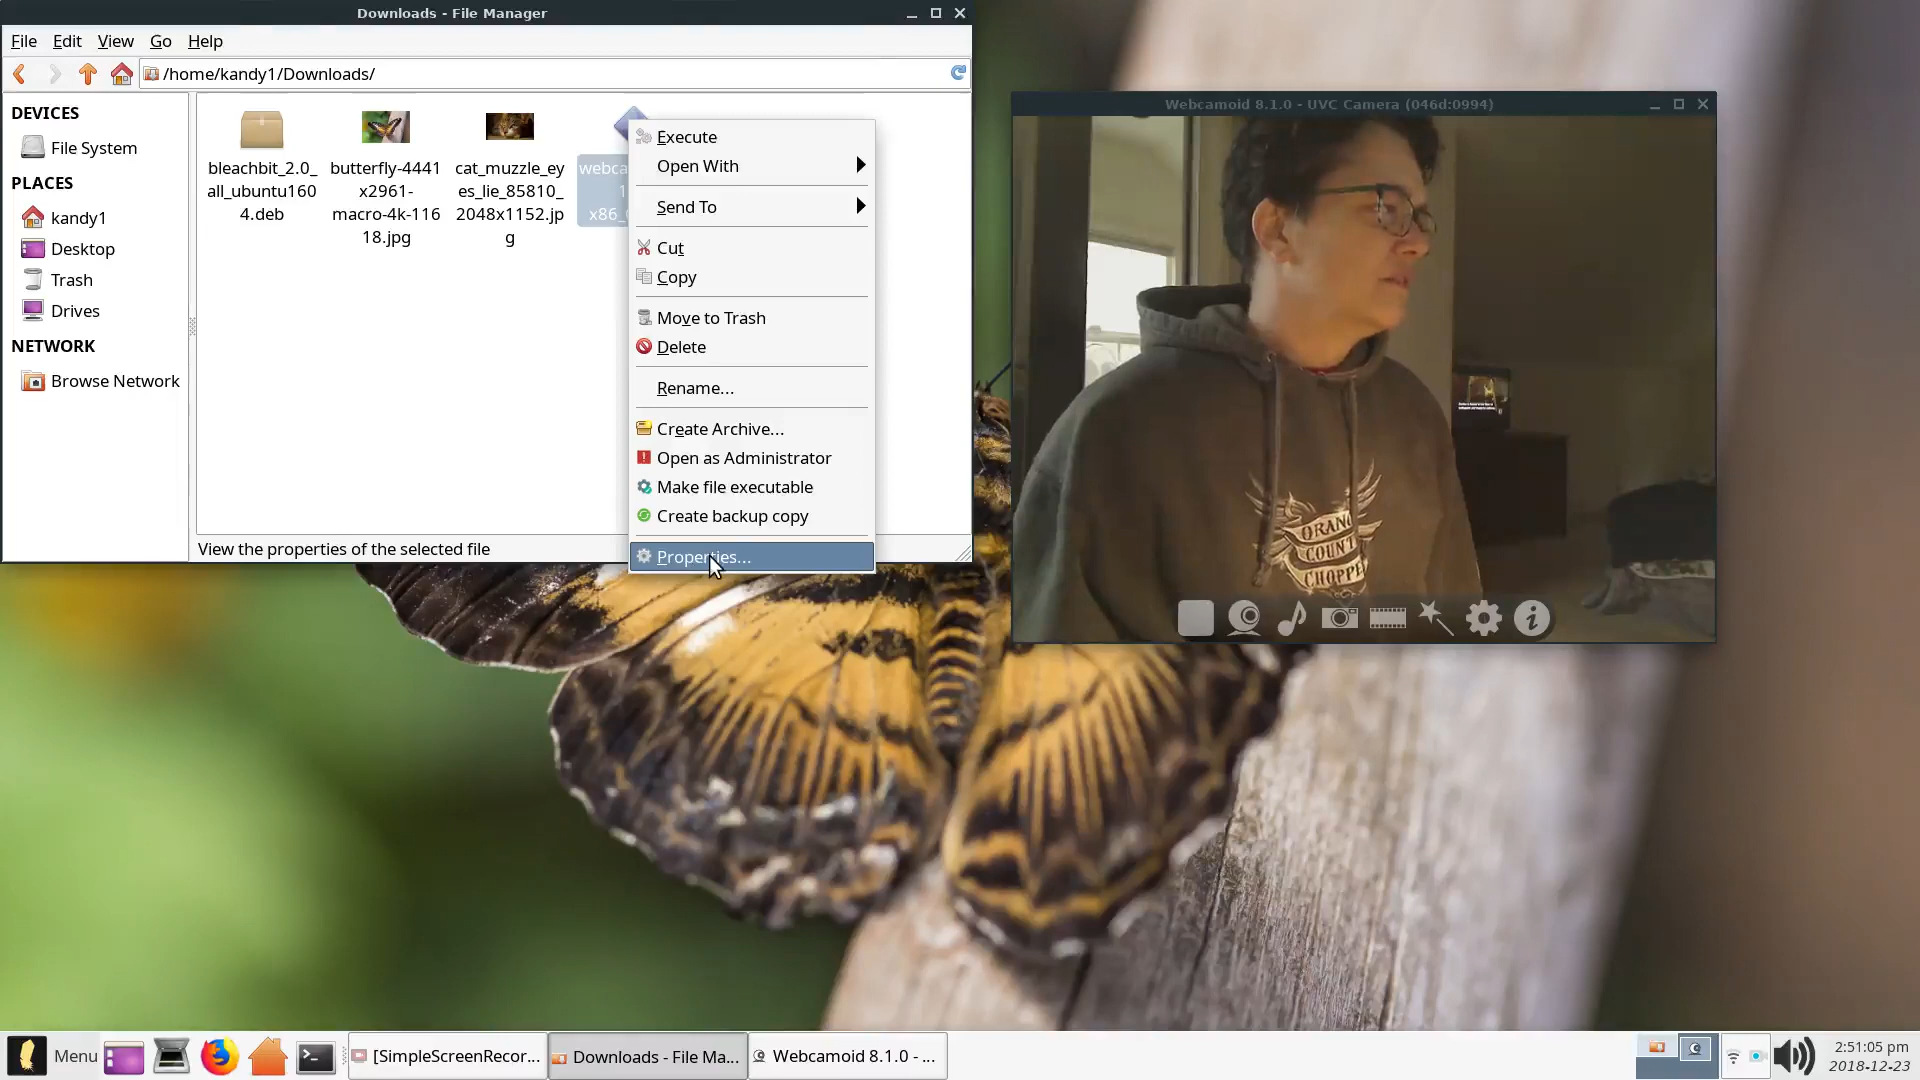 Downloads - File Manager
File Edit View Go Help
/home/kandy1/Downloads/
DEVICES
File System
PLACES
kandy1
Desktop
Trash
Drives
NETWORK
Browse Network
bleachbit_2.0_
all_ubuntu160
4.deb
butterfly-4441
x2961-
macro-4k-116
18.jpg
cat_muzzle_ey
es_lie_85810_
2048x1152.jp
g
webca
1
x86_
Execute
Open With
Send To
Cut
Copy
Move to Trash
Delete
Rename...
Create Archive...
Open as Administrator
Make file executable
Create backup copy
Properties...
View the properties of the selected file
Webcamoid 8.1.0 - UVC Camera (046d:0994)
ORANG
COUNT
CHOPPE
Menu
[SimpleScreenRecor...
Downloads - File Ma...
Webcamoid 8.1.0 - ...
2:51:05 pm
2018-12-23